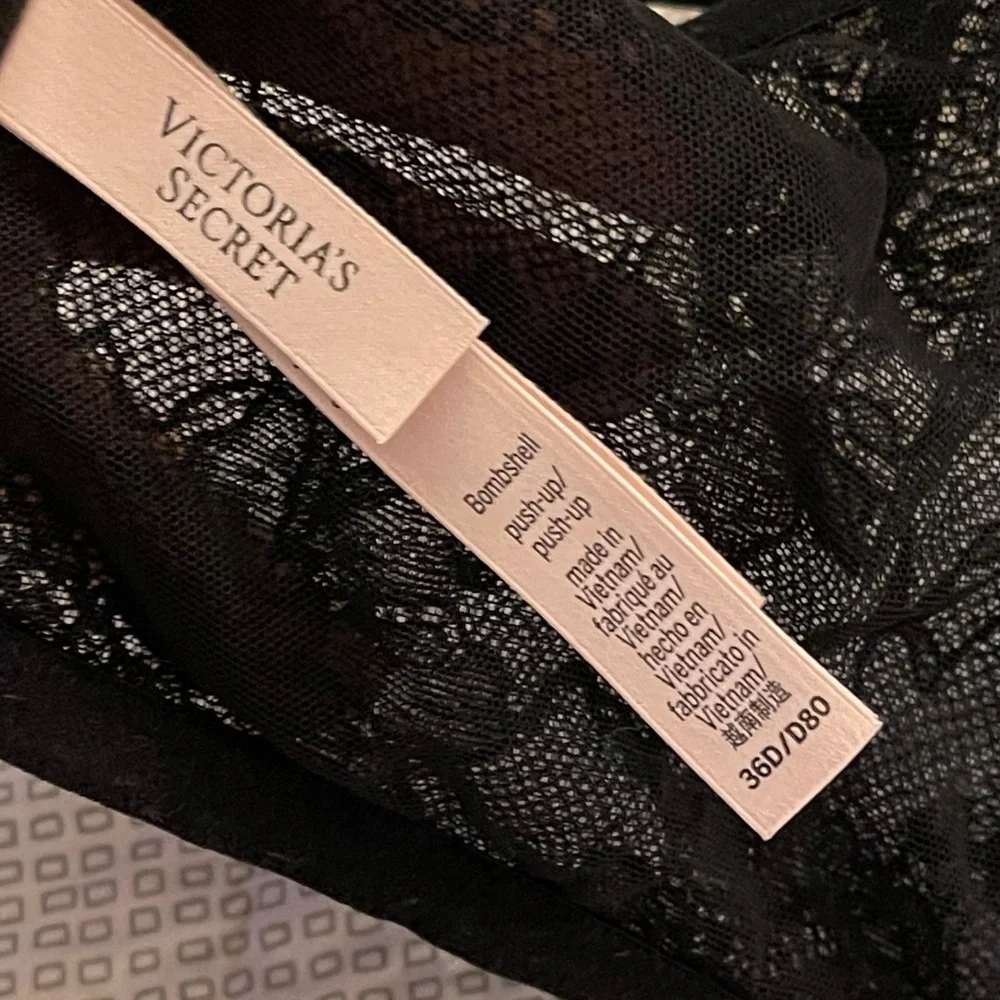 VICTORIA'S
SECRET
Bombshell
push-up/
push-up
made in
Vietnam/
fabriqué au
Vietnam/
hecho en
Vietnam/
fabbricato in
Vietnam/
越南制造
36D/D80